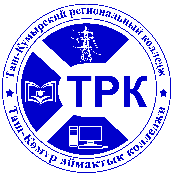 Таш-Кумырский региональный колледж
ТРК
Таш-Көмүр аймактык колледжи